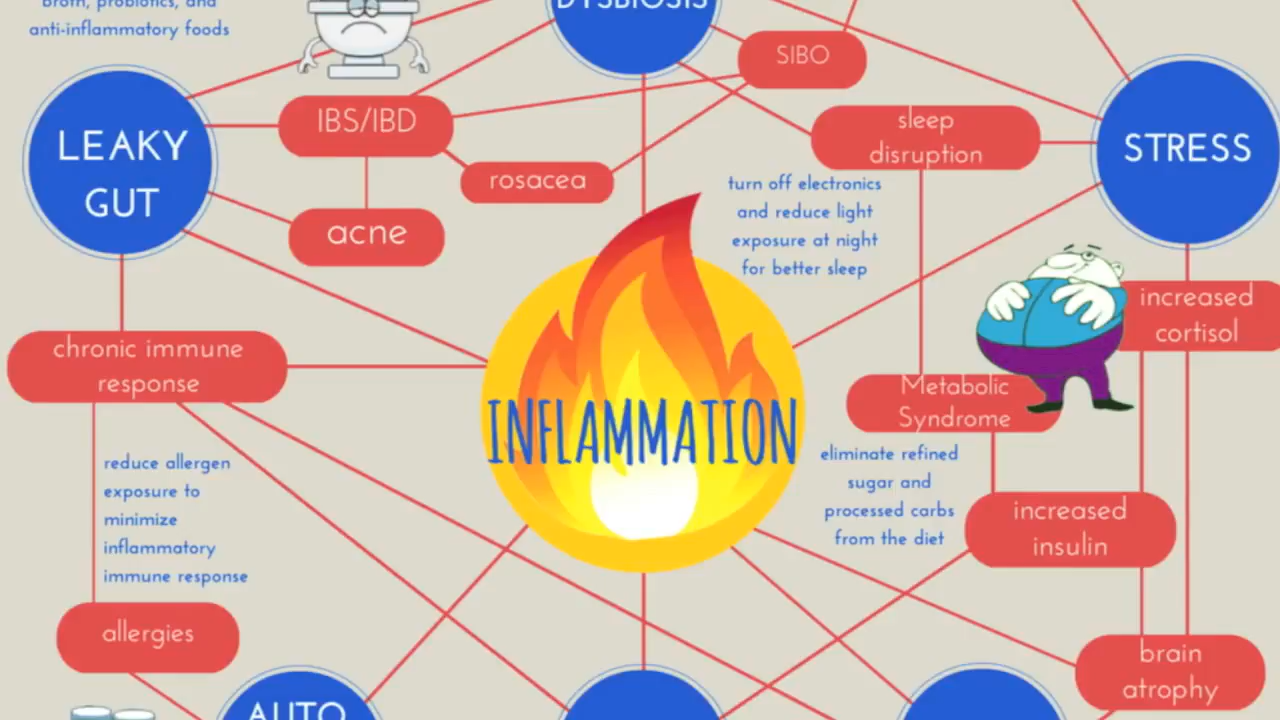 broth, probiotics, and
anti-inflammatory foods
DYSBIOSIS
SIBO
LEAKY
GUT
IBS/IBD
sleep
disruption
STRESS
rosacea
acne
turn off electronics
and reduce light
exposure at night
for better sleep
increased
cortisol
chronic immune
response
Metabolic
Syndrome
INFLAMMATION
reduce allergen
exposure to
minimize
inflammatory
immune response
eliminate refined
sugar and
processed carbs
from the diet
increased
insulin
allergies
brain
atrophy
AUTO